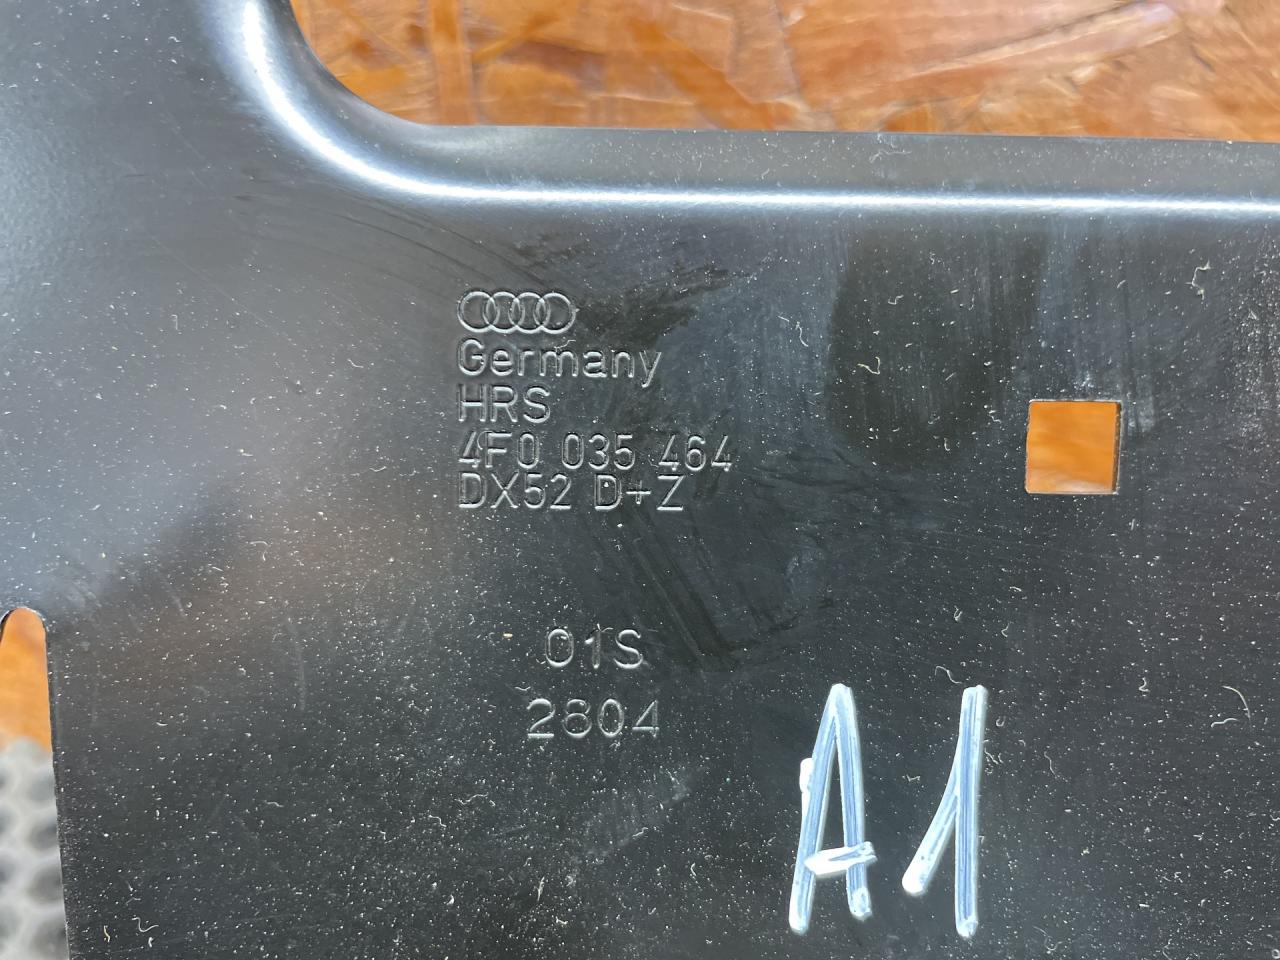 Germany
HRS
4F0 035 464
DX52 D+Z
01S
2804
A1